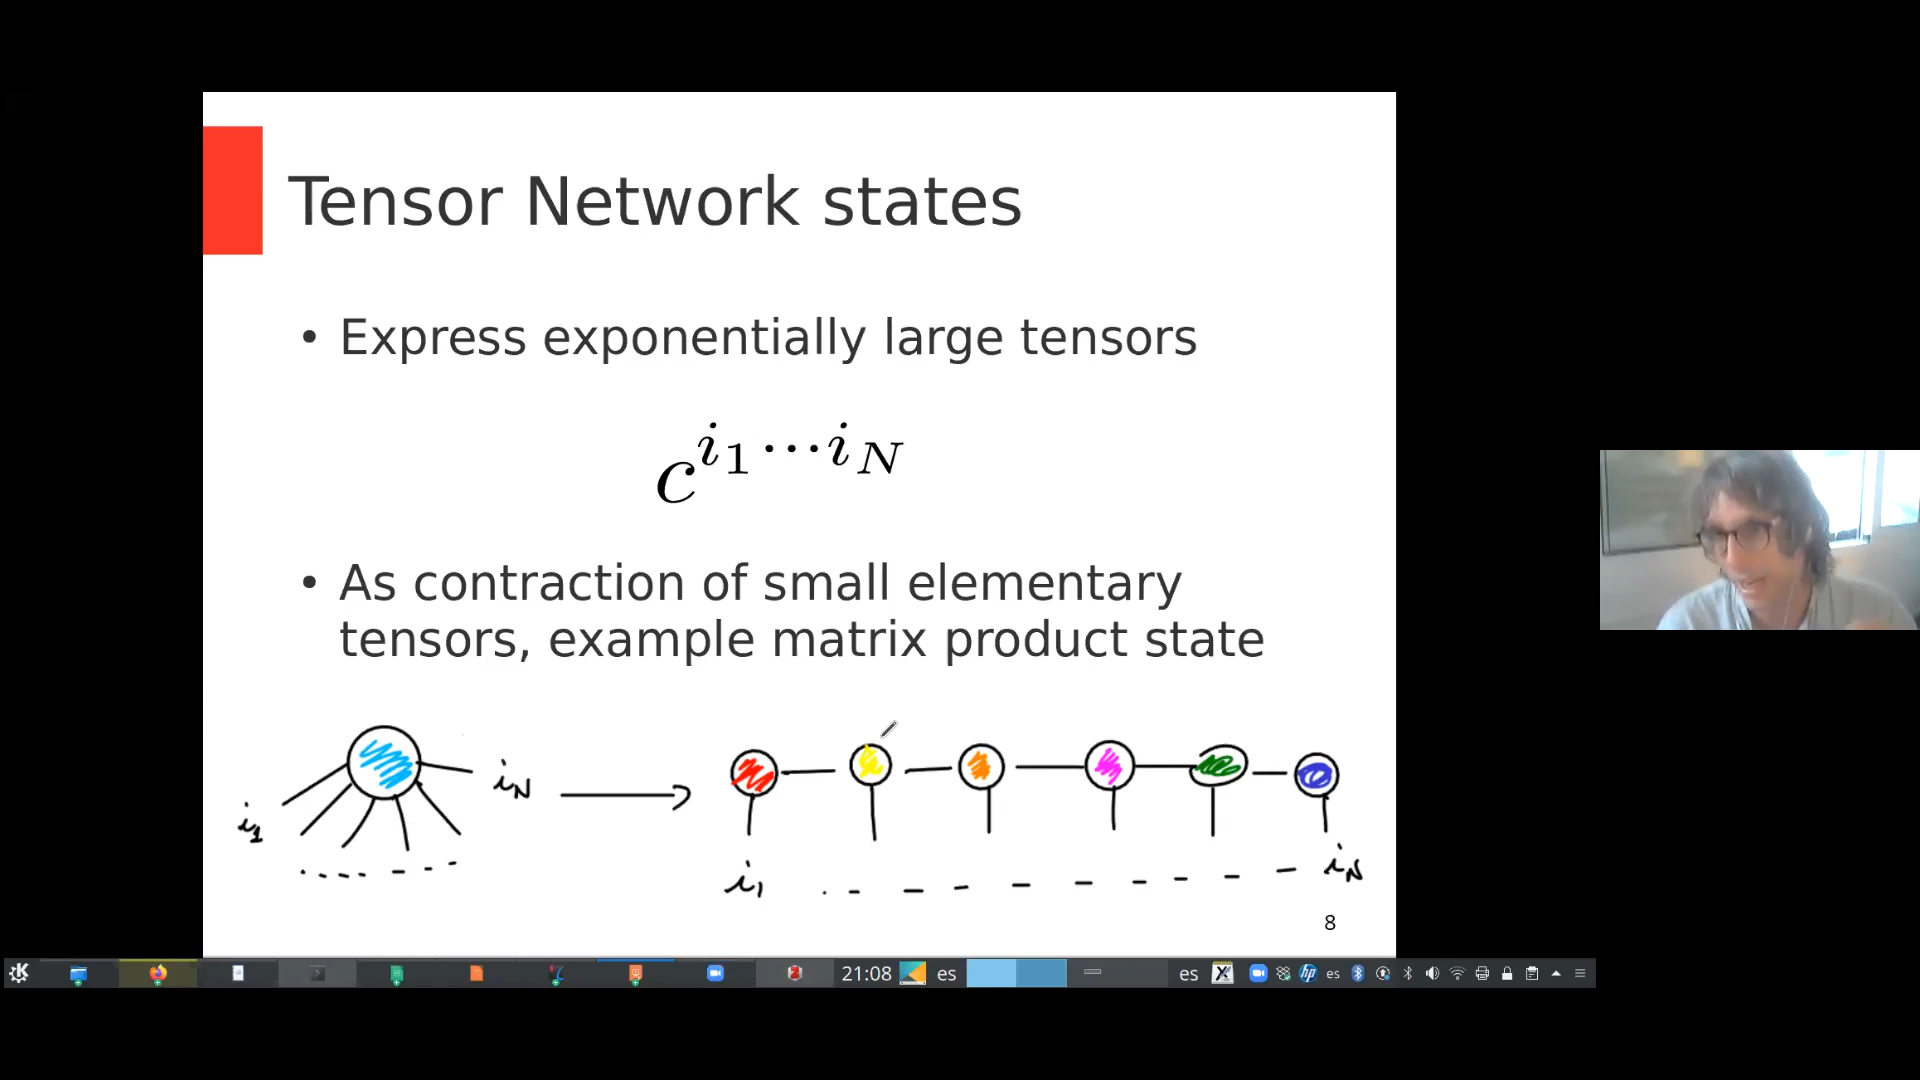 Tensor Network states
• Express exponentially large tensors
c^{i_1 ⋯ i_N}
• As contraction of small elementary
tensors, example matrix product state
i_1 i_N
i_1 i_N
8
21:08 es es es